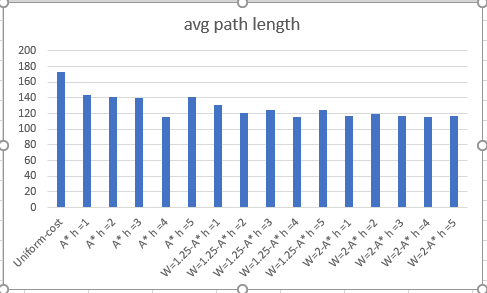 avg path length
200
180
160
140
120
100
80
60
40
20
0
Uniform-cost
A* h =1
A* h =2
A* h =3
A* h =4
A* h =5
W=1.25-A* h =1
W=1.25-A* h =2
W=1.25-A* h =3
W=1.25-A* h =4
W=1.25-A* h =5
W=2-A* h =1
W=2-A* h =2
W=2-A* h =3
W=2-A* h =4
W=2-A* h =5